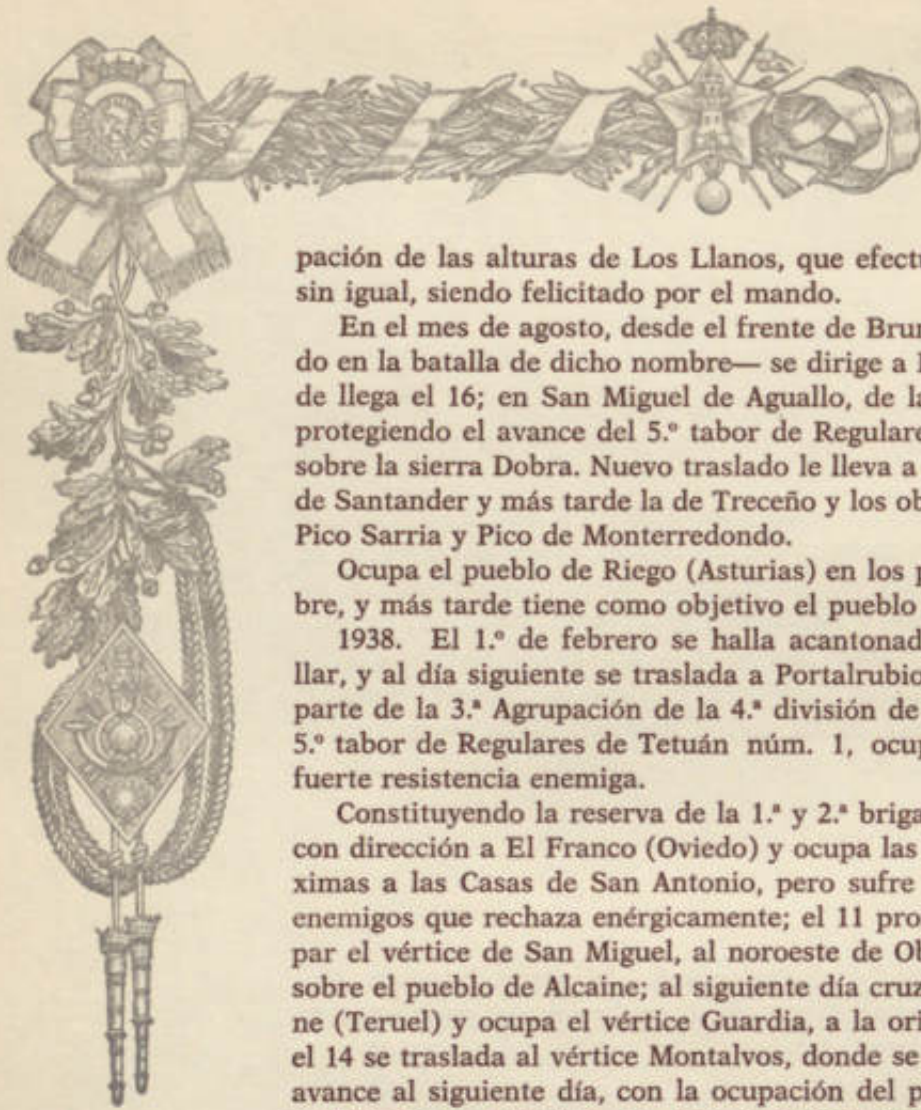 pación de las alturas de Los Llanos, que efectu
sin igual, siendo felicitado por el mando.
En el mes de agosto, desde el frente de Brun
do en la batalla de dicho nombre— se dirige a 
de llega el 16; en San Miguel de Aguallo, de la
protegiendo el avance del 5.º tabor de Regulare
sobre la sierra Dobra. Nuevo traslado le lleva a
de Santander y más tarde la de Treceño y los ob
Pico Sarria y Pico de Monterredondo.
Ocupa el pueblo de Riego (Asturias) en los p
bre, y más tarde tiene como objetivo el pueblo
1938. El 1.º de febrero se halla acantonad
llar, y al día siguiente se traslada a Portalrubio
parte de la 3.ª Agrupación de la 4.ª división de
5.º tabor de Regulares de Tetuán núm. 1, ocup
fuerte resistencia enemiga.
Constituyendo la reserva de la 1.ª y 2.ª briga
con dirección a El Franco (Oviedo) y ocupa las
ximas a las Casas de San Antonio, pero sufre
enemigos que rechaza enérgicamente; el 11 pro
par el vértice de San Miguel, al noroeste de Ob
sobre el pueblo de Alcaine; al siguiente día cruz
ne (Teruel) y ocupa el vértice Guardia, a la ori
el 14 se traslada al vértice Montalvos, donde se
avance al siguiente día, con la ocupación del p